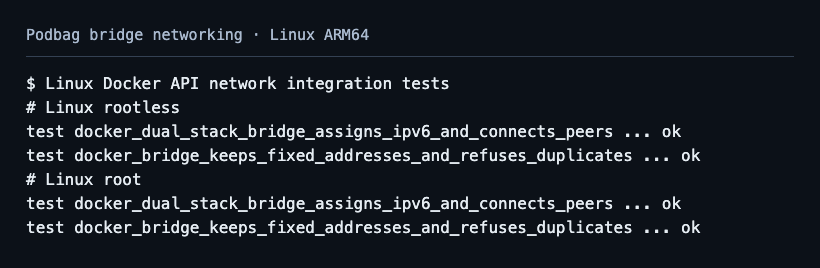 Podbag bridge networking · Linux ARM64
$ Linux Docker API network integration tests
# Linux rootless
test docker_dual_stack_bridge_assigns_ipv6_and_connects_peers ... ok
test docker_bridge_keeps_fixed_addresses_and_refuses_duplicates ... ok
# Linux root
test docker_dual_stack_bridge_assigns_ipv6_and_connects_peers ... ok
test docker_bridge_keeps_fixed_addresses_and_refuses_duplicates ... ok